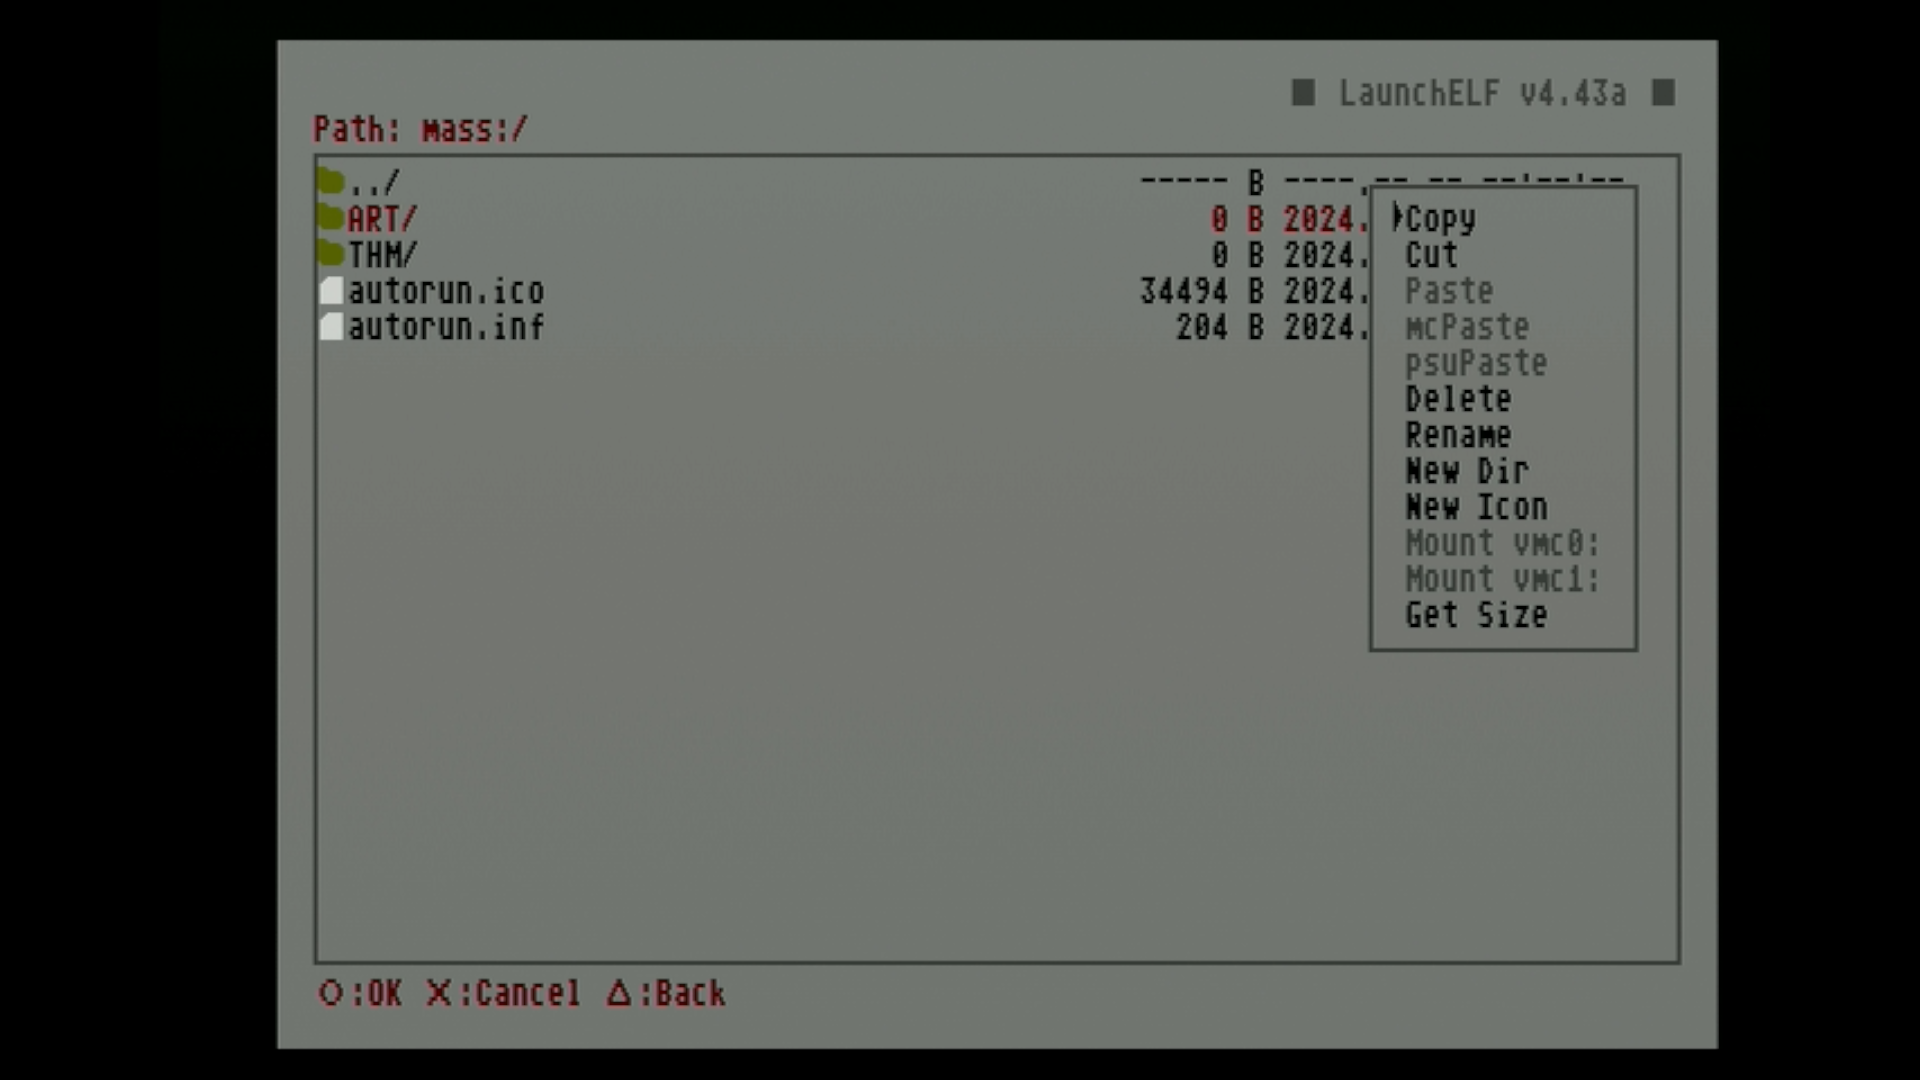 ■ LaunchELF v4.43a ■
Path: mass:/
../ ----- B ----.-- -- --:--:--
ART/ 0 B 2024.
THM/ 0 B 2024.
autorun.ico 34494 B 2024.
autorun.inf 204 B 2024.
Copy
Cut
Paste
mcPaste
psuPaste
Delete
Rename
New Dir
New Icon
Mount vmc0:
Mount vmc1:
Get Size
O:OK X:Cancel △:Back